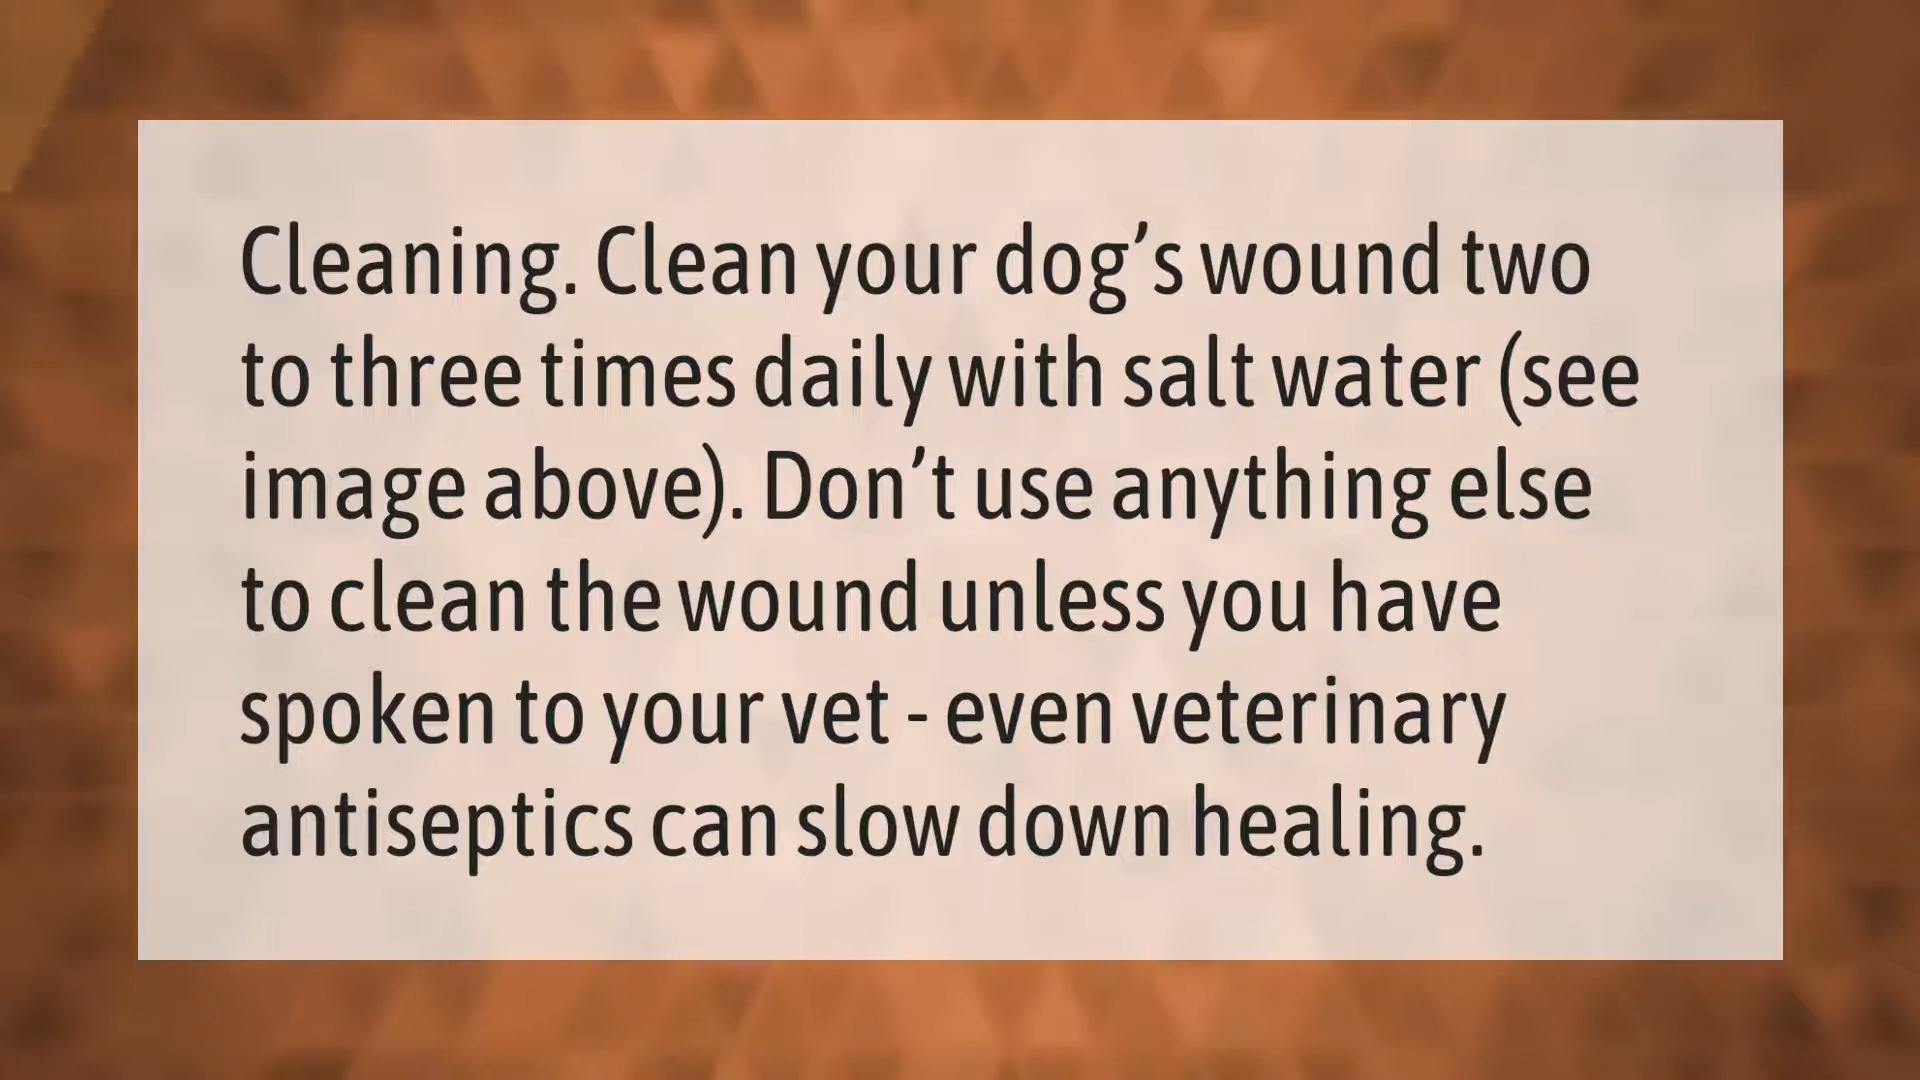 Cleaning. Clean your dog’s wound two
to three times daily with salt water (see
image above). Don’t use anything else
to clean the wound unless you have
spoken to your vet - even veterinary
antiseptics can slow down healing.